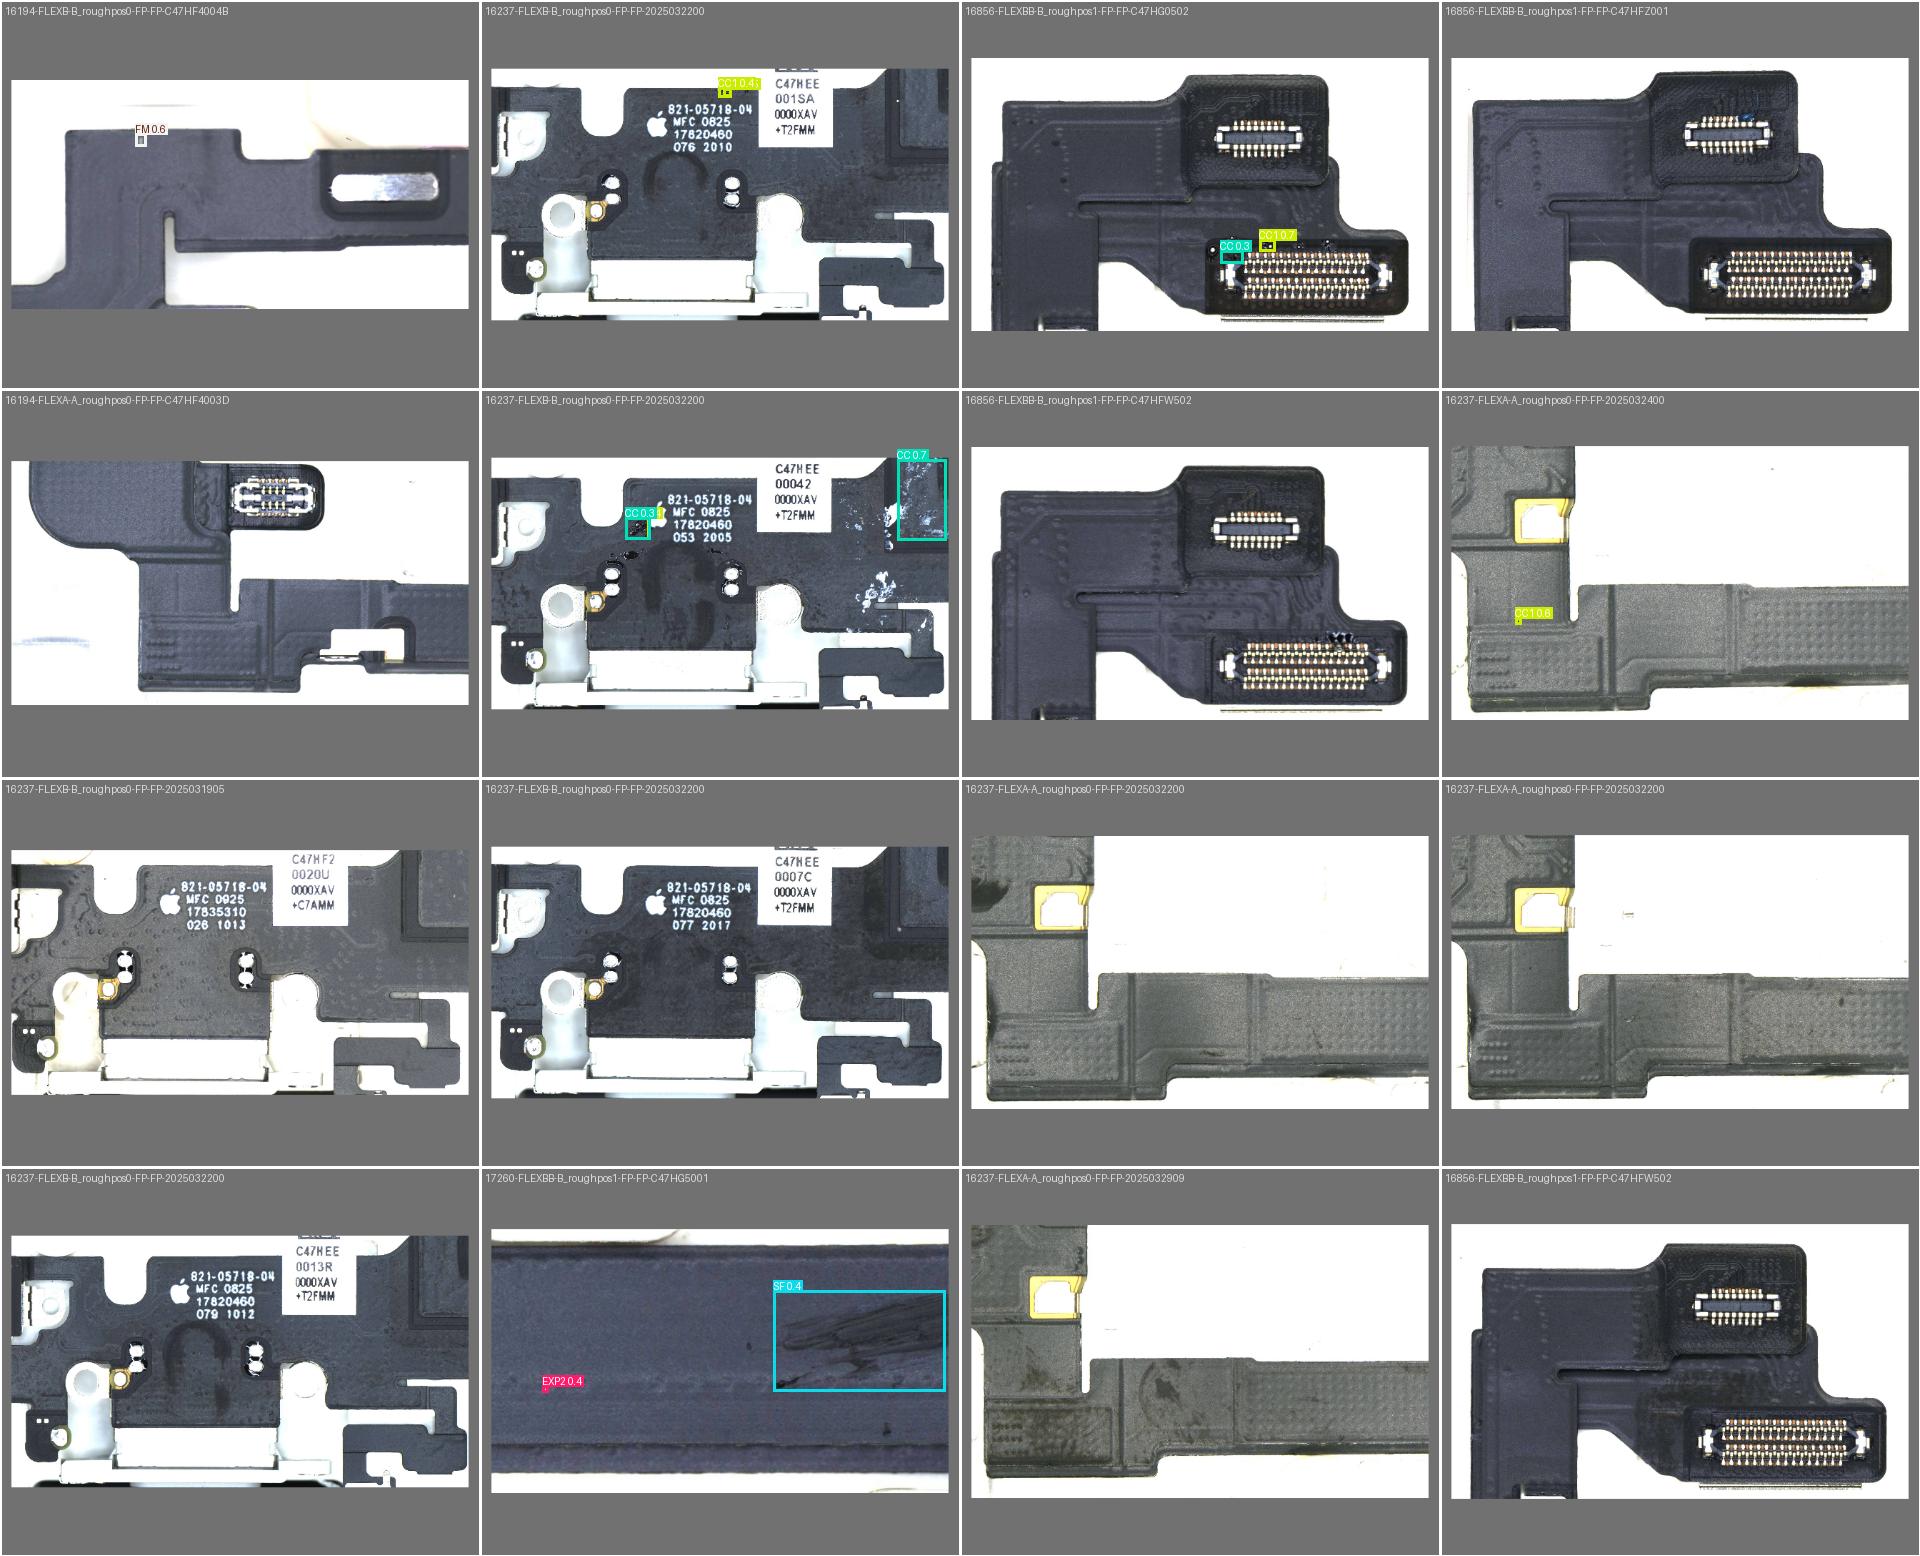 16194-FLEXB-B_roughpos0-FP-FP-C47HF4004B
FM 0.6
16237-FLEXB-B_roughpos0-FP-FP-2025032200
CC1 0.4
C47HEE
001SA
0000XAV
+T2FMM
821-05718-04
MFC 0825
17820460
076 2010
16856-FLEXBB-B_roughpos1-FP-FP-C47HG0502
CC1 0.7
CC 0.3
16856-FLEXBB-B_roughpos1-FP-FP-C47HFZ001
16194-FLEXA-A_roughpos0-FP-FP-C47HF4003D
16237-FLEXB-B_roughpos0-FP-FP-2025032200
CC 0.7
C47HEE
00042
0000XAV
+T2FMM
821-05718-04
MFC 0825
17820460
053 2005
CC 0.3
16856-FLEXBB-B_roughpos1-FP-FP-C47HFW502
16237-FLEXA-A_roughpos0-FP-FP-2025032400
CC1 0.6
16237-FLEXB-B_roughpos0-FP-FP-2025031905
C47HF2
0020U
0000XAV
+C7AMM
821-05718-04
MFC 0925
17835310
026 1013
16237-FLEXB-B_roughpos0-FP-FP-2025032200
C47HEE
0007C
0000XAV
+T2FMM
821-05718-04
MFC 0825
17820460
077 2017
16237-FLEXA-A_roughpos0-FP-FP-2025032200
16237-FLEXA-A_roughpos0-FP-FP-2025032200
16237-FLEXB-B_roughpos0-FP-FP-2025032200
C47HEE
0013R
0000XAV
+T2FMM
821-05718-04
MFC 0825
17820460
079 1012
17260-FLEXBB-B_roughpos1-FP-FP-C47HG5001
SF 0.4
EXP2 0.4
16237-FLEXA-A_roughpos0-FP-FP-2025032909
16856-FLEXBB-B_roughpos1-FP-FP-C47HFW502